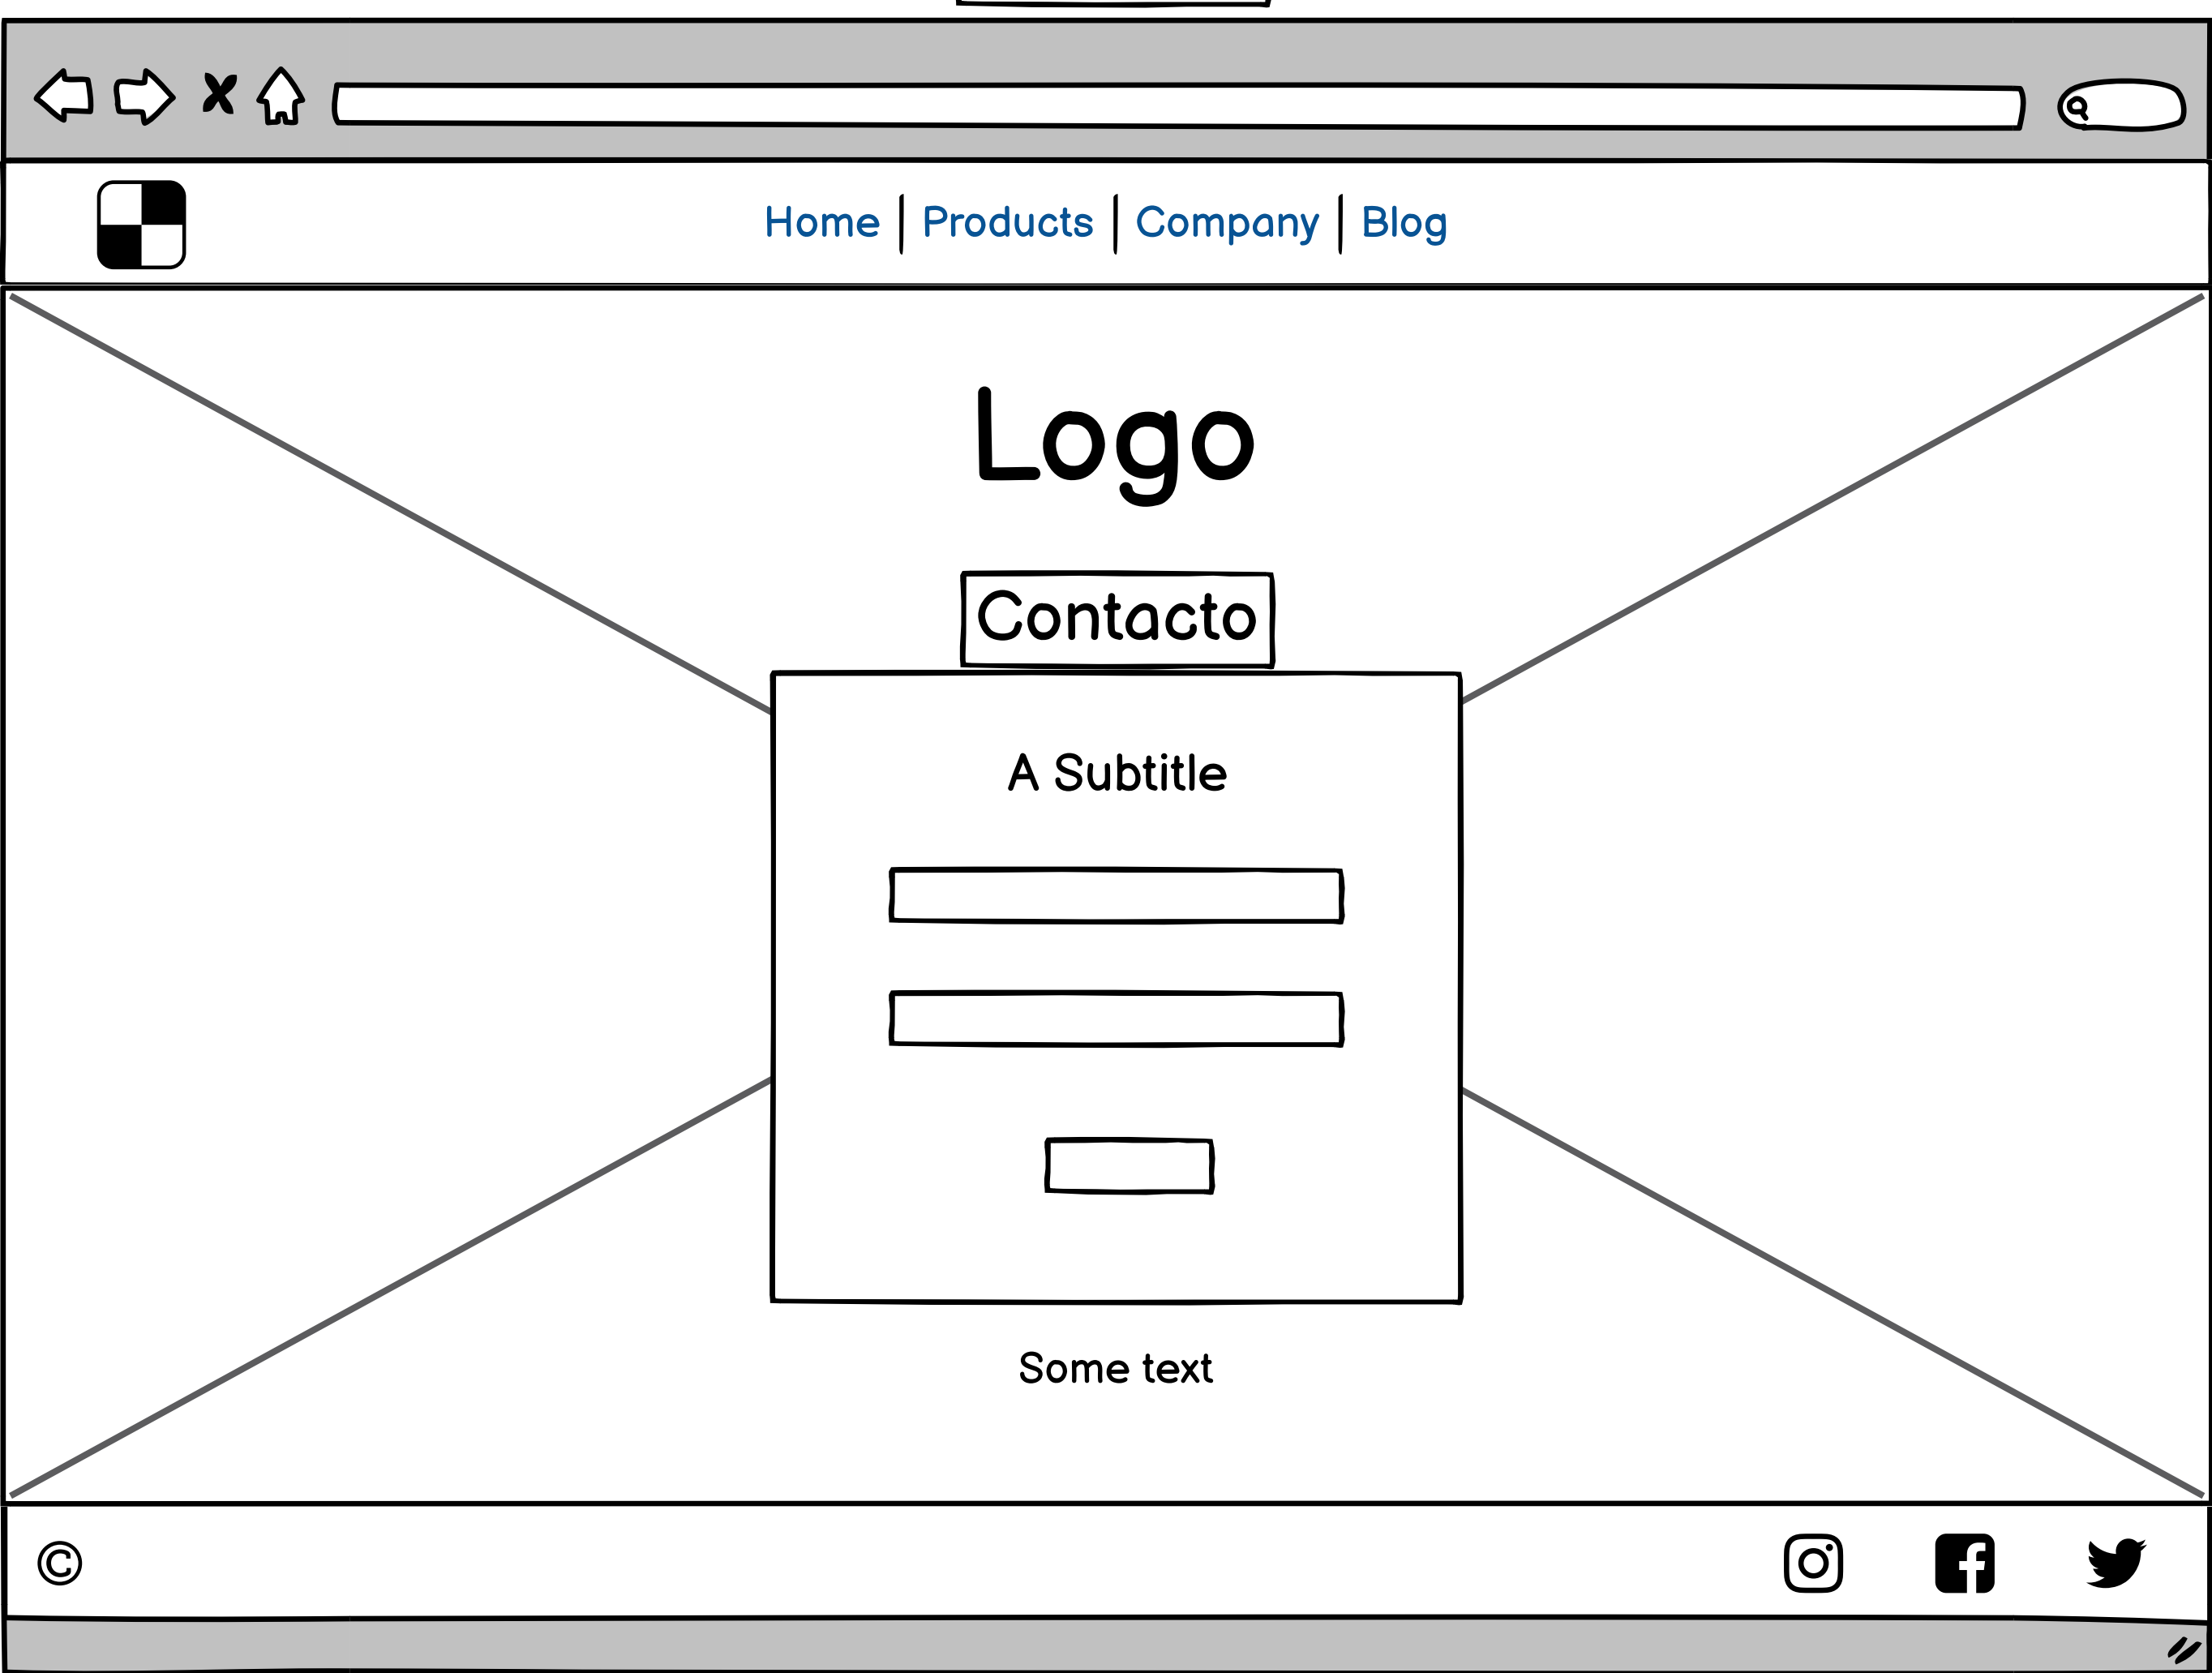 Home | Products | Company | Blog
Logo
Contacto
A Subtitle
Some text
©